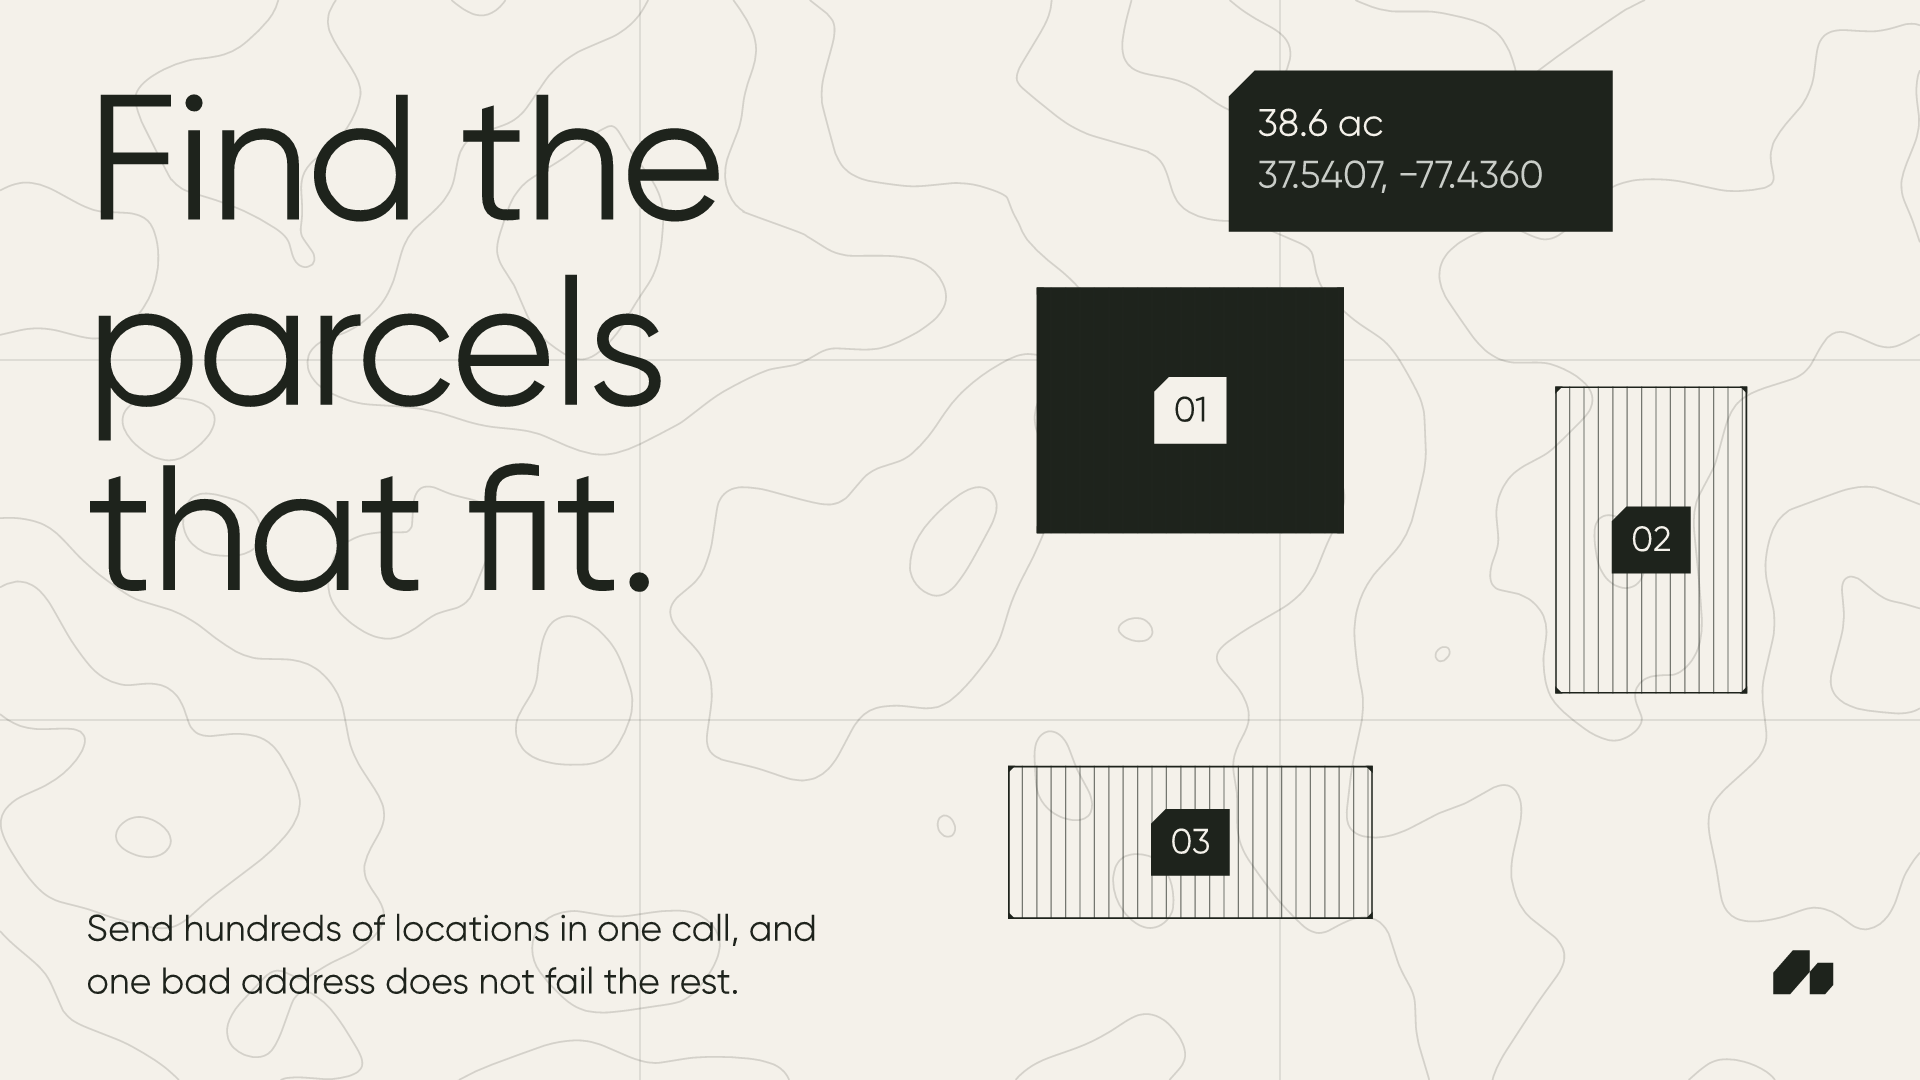 Find the
parcels
that fit.
38.6 ac
37.5407, −77.4360
01
02
03
Send hundreds of locations in one call, and
one bad address does not fail the rest.